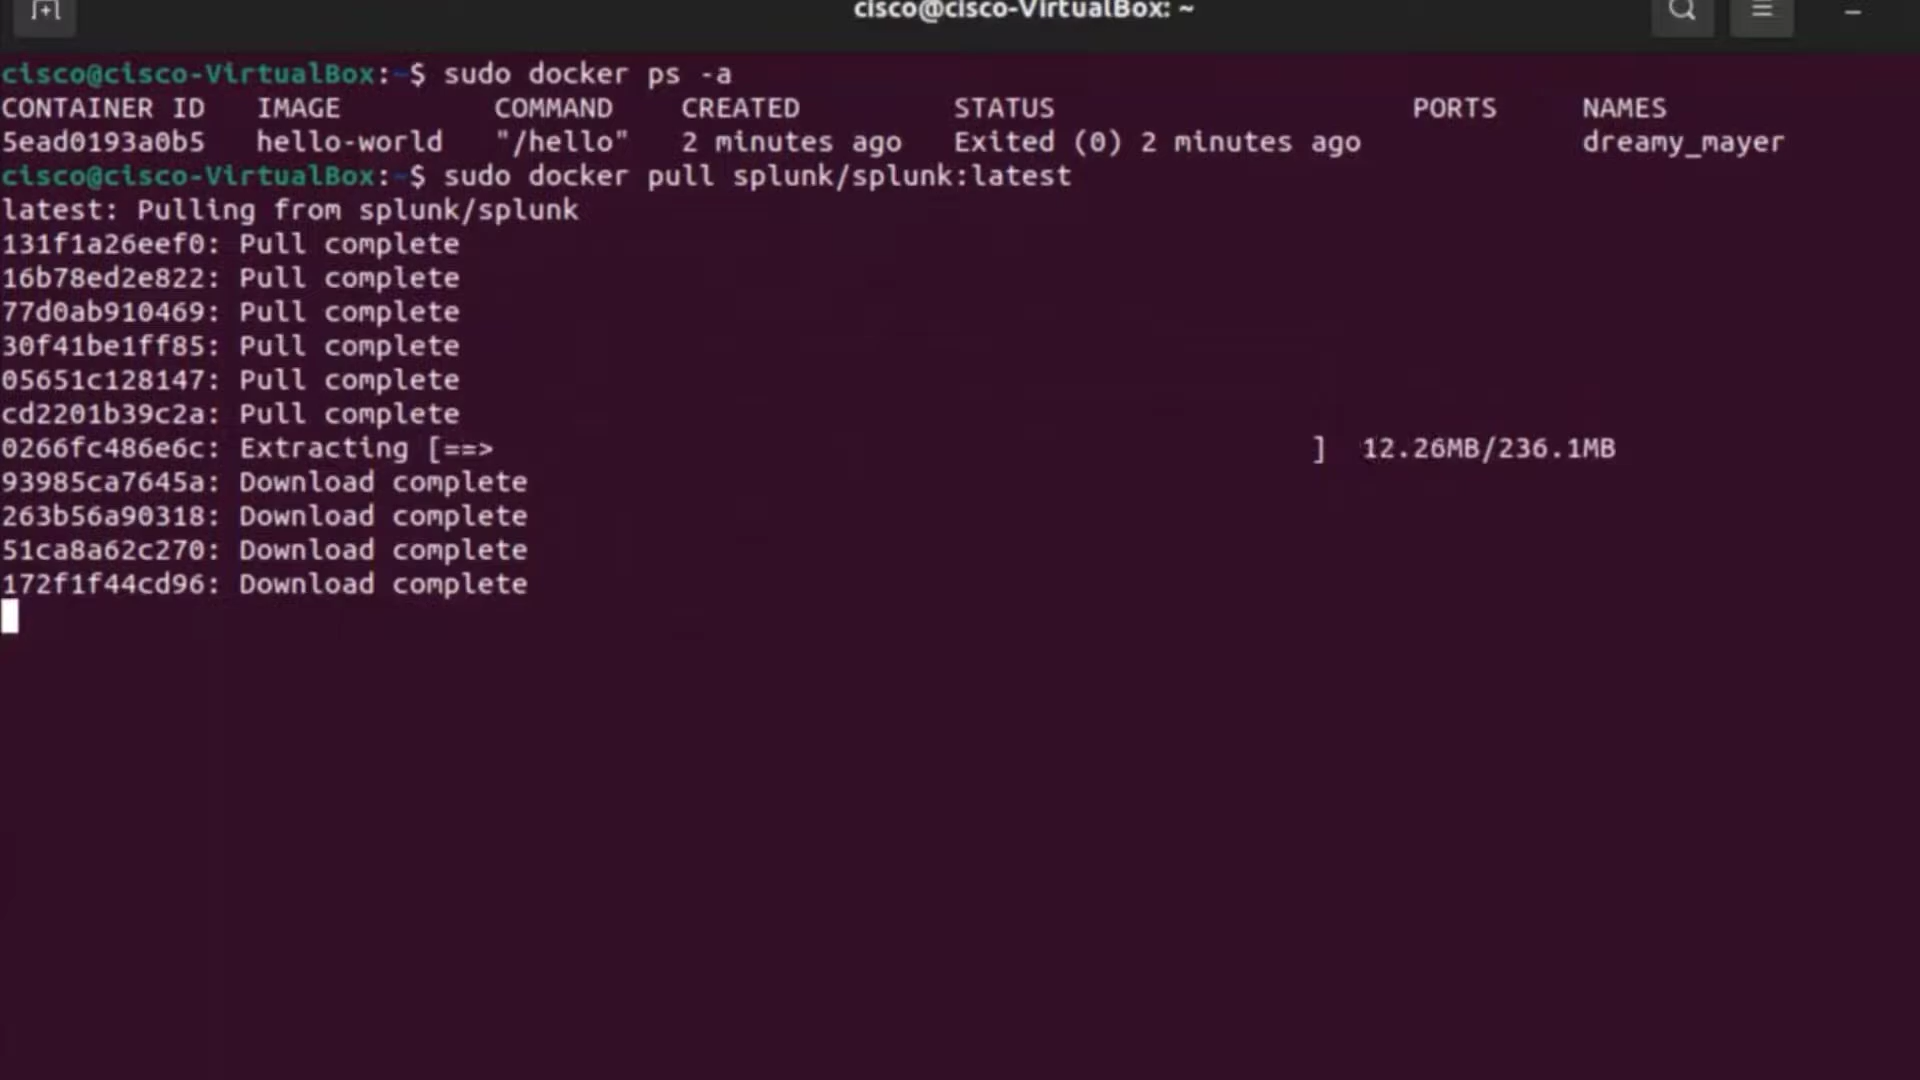 cisco@cisco-VirtualBox: ~
cisco@cisco-VirtualBox:~$ sudo docker ps -a
CONTAINER ID   IMAGE         COMMAND    CREATED         STATUS                     PORTS     NAMES
5ead0193a0b5   hello-world   "/hello"   2 minutes ago   Exited (0) 2 minutes ago             dreamy_mayer
cisco@cisco-VirtualBox:~$ sudo docker pull splunk/splunk:latest
latest: Pulling from splunk/splunk
131f1a26eef0: Pull complete
16b78ed2e822: Pull complete
77d0ab910469: Pull complete
30f41be1ff85: Pull complete
05651c128147: Pull complete
cd2201b39c2a: Pull complete
0266fc486e6c: Extracting [==>                                                ]  12.26MB/236.1MB
93985ca7645a: Download complete
263b56a90318: Download complete
51ca8a62c270: Download complete
172f1f44cd96: Download complete